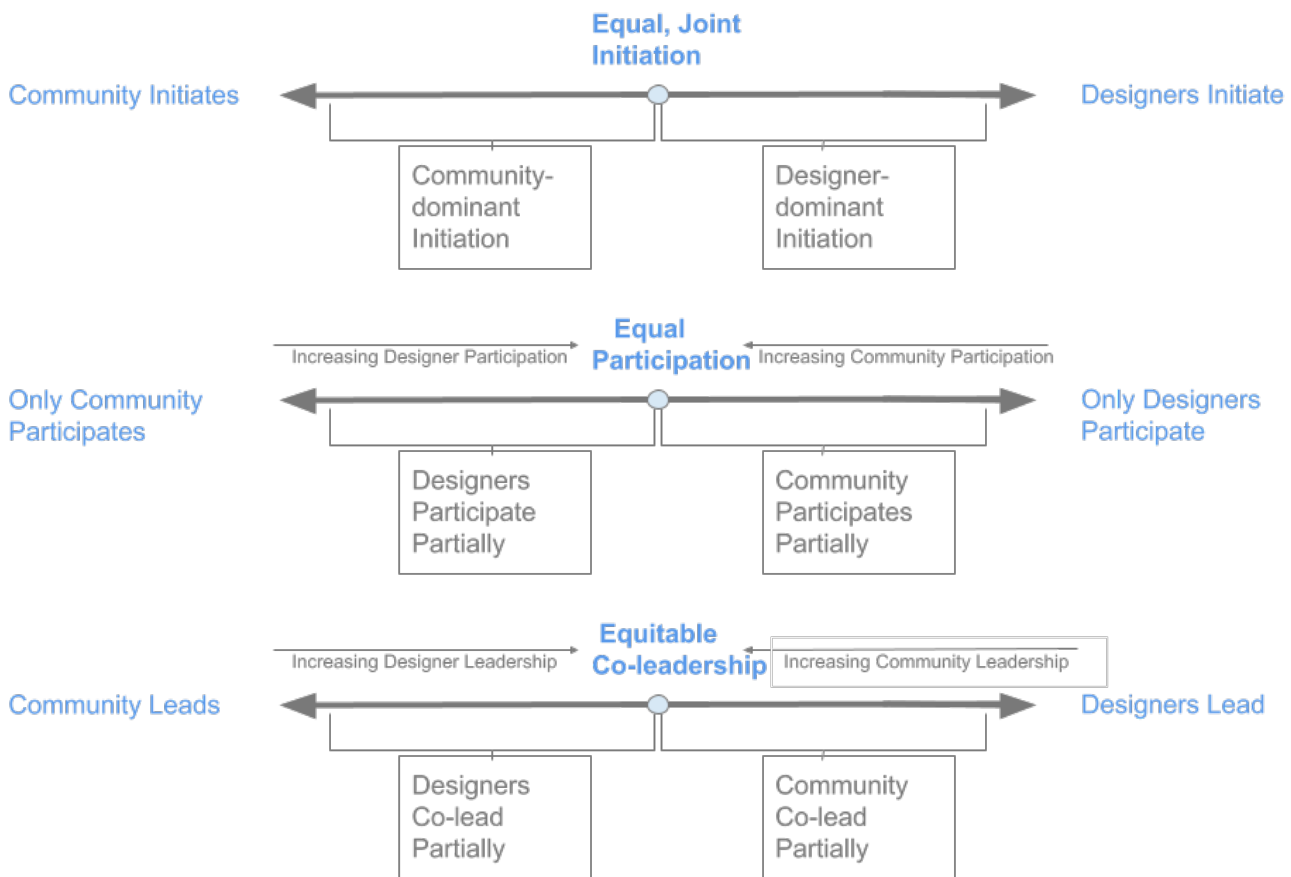 Equal, Joint
Initiation
Community Initiates
Designers Initiate
Community-
dominant
Initiation
Designer-
dominant
Initiation
Equal
Participation
Increasing Designer Participation
Increasing Community Participation
Only Community
Participates
Only Designers
Participate
Designers
Participate
Partially
Community
Participates
Partially
Equitable
Co-leadership
Increasing Designer Leadership
Increasing Community Leadership
Community Leads
Designers Lead
Designers
Co-lead
Partially
Community
Co-lead
Partially